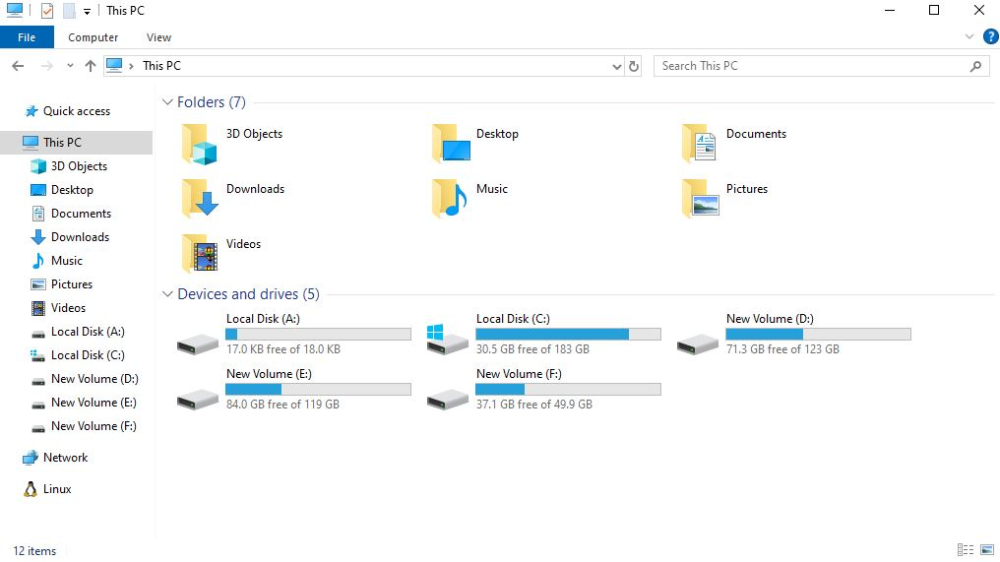 This PC
File Computer View
This PC Search This PC
Quick access
This PC
3D Objects
Desktop
Documents
Downloads
Music
Pictures
Videos
Local Disk (A:)
Local Disk (C:)
New Volume (D:)
New Volume (E:)
New Volume (F:)
Network
Linux
Folders (7)
3D Objects Desktop Documents
Downloads Music Pictures
Videos
Devices and drives (5)
Local Disk (A:)
17.0 KB free of 18.0 KB
Local Disk (C:)
30.5 GB free of 183 GB
New Volume (D:)
71.3 GB free of 123 GB
New Volume (E:)
84.0 GB free of 119 GB
New Volume (F:)
37.1 GB free of 49.9 GB
12 items